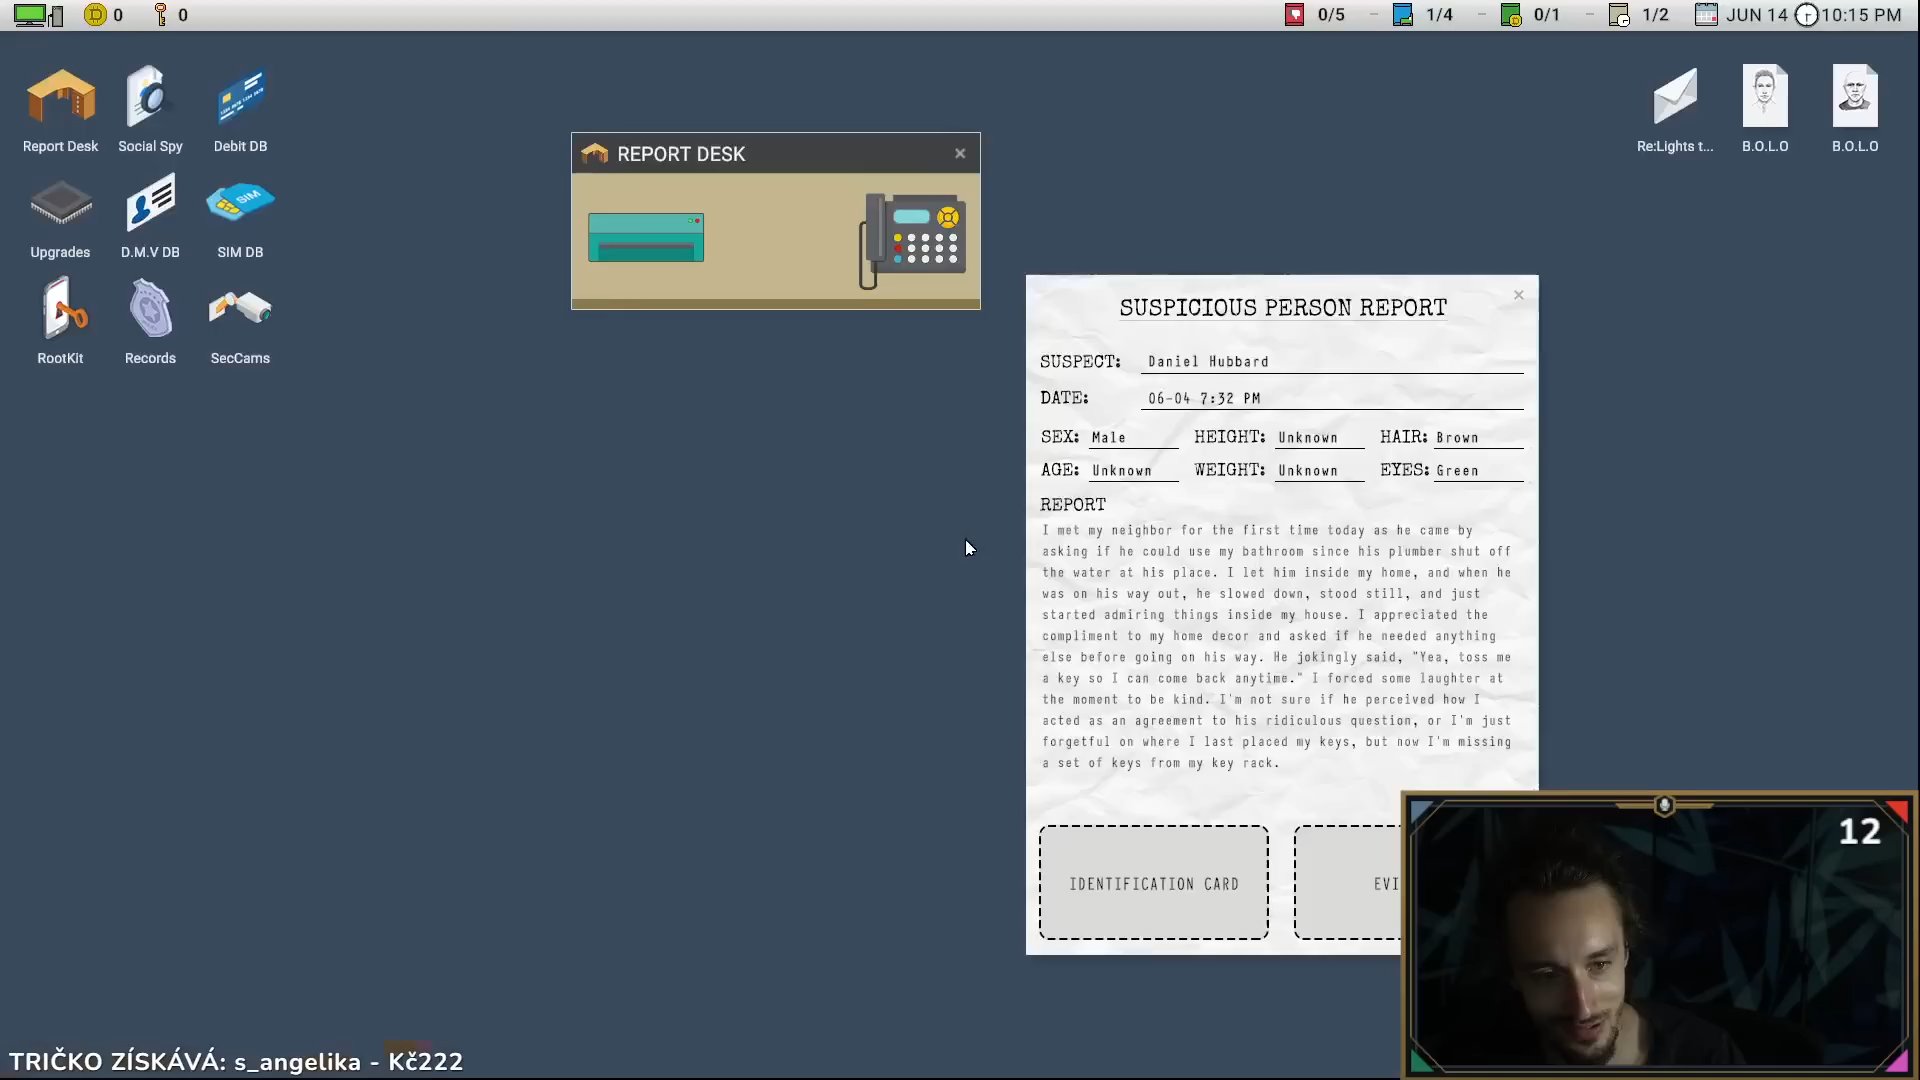 0
0
0/5
1/4
0/1
1/2
JUN 14
10:15 PM
Report Desk
Social Spy
Debit DB
Upgrades
D.M.V DB
SIM DB
SIM
RootKit
Records
SecCams
Re:Lights t...
B.O.L.O
B.O.L.O
REPORT DESK
SUSPICIOUS PERSON REPORT
SUSPECT: Daniel Hubbard
DATE: 06-04 7:32 PM
SEX: Male HEIGHT: Unknown HAIR: Brown
AGE: Unknown WEIGHT: Unknown EYES: Green
REPORT
I met my neighbor for the first time today as he came by
asking if he could use my bathroom since his plumber shut off
the water at his place. I let him inside my home, and when he
was on his way out, he slowed down, stood still, and just
started admiring things inside my house. I appreciated the
compliment to my home decor and asked if he needed anything
else before going on his way. He jokingly said, "Yea, toss me
a key so I can come back anytime." I forced some laughter at
the moment to be kind. I'm not sure if he perceived how I
acted as an agreement to his ridiculous question, or I'm just
forgetful on where I last placed my keys, but now I'm missing
a set of keys from my key rack.
IDENTIFICATION CARD
EVI
12
TRIČKO ZÍSKÁVÁ: s_angelika - Kč222